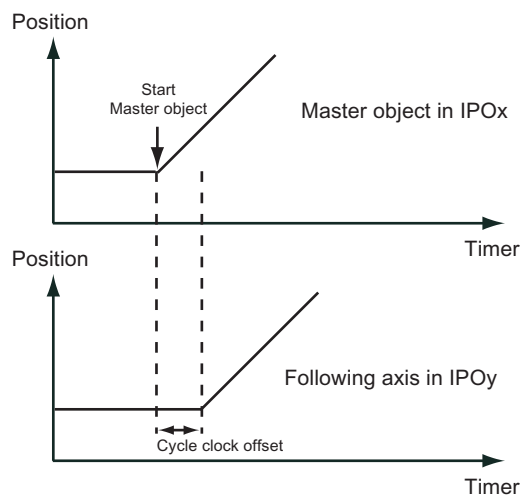 Position
Start
Master object
Master object in IPOx
Timer
Position
Following axis in IPOy
Cycle clock offset
Timer